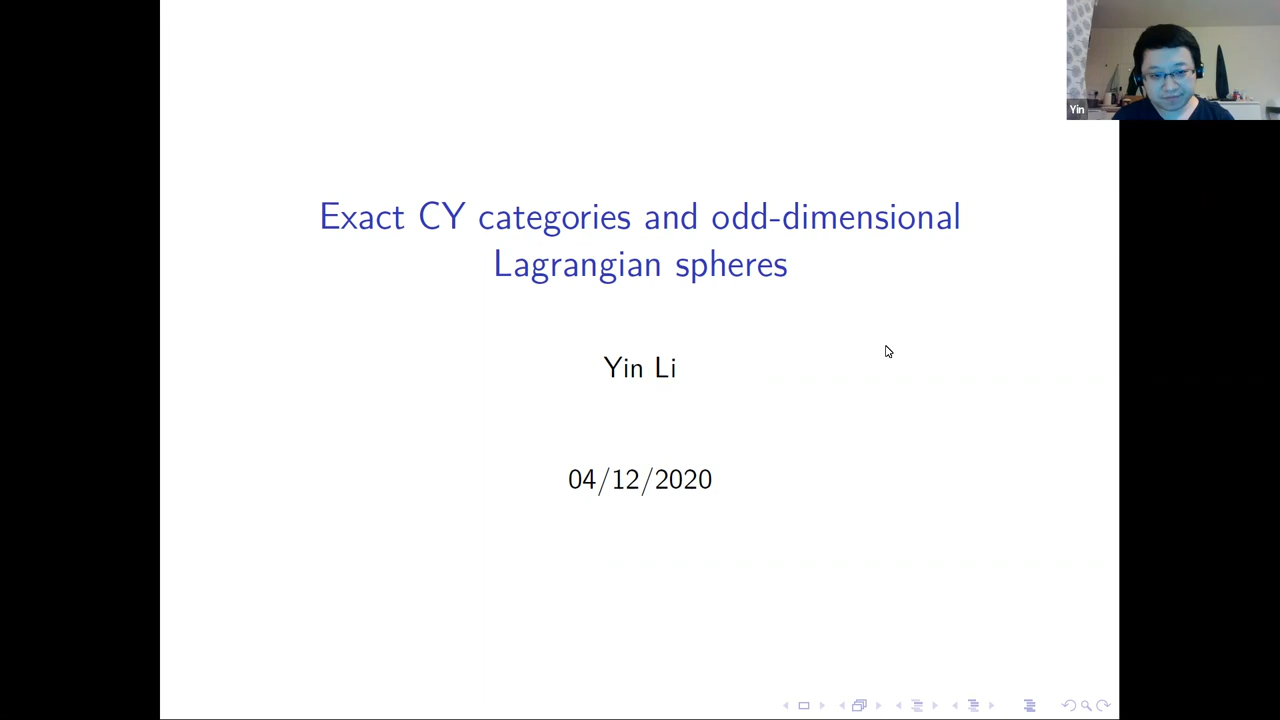 Yin
Exact CY categories and odd-dimensional
Lagrangian spheres
Yin Li
04/12/2020